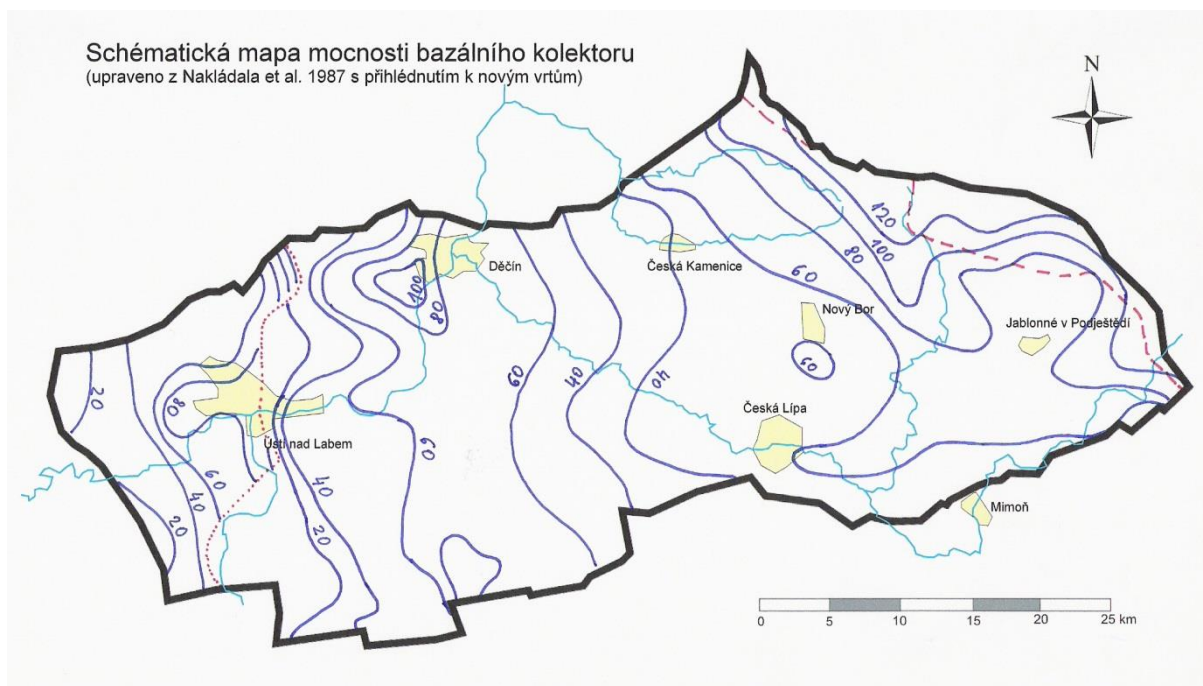 Schématická mapa mocnosti bazálního kolektoru
(upraveno z Nakládala et al. 1987 s přihlédnutím k novým vrtům)
N
120
100
80
60
Děčín
Česká Kamenice
100
80
Nový Bor
Jablonné v Podještědí
60
40
40
60
20
80
Česká Lípa
Ústí nad Labem
60
60
40
40
20
20
Mimoň
0 5 10 15 20 25 km